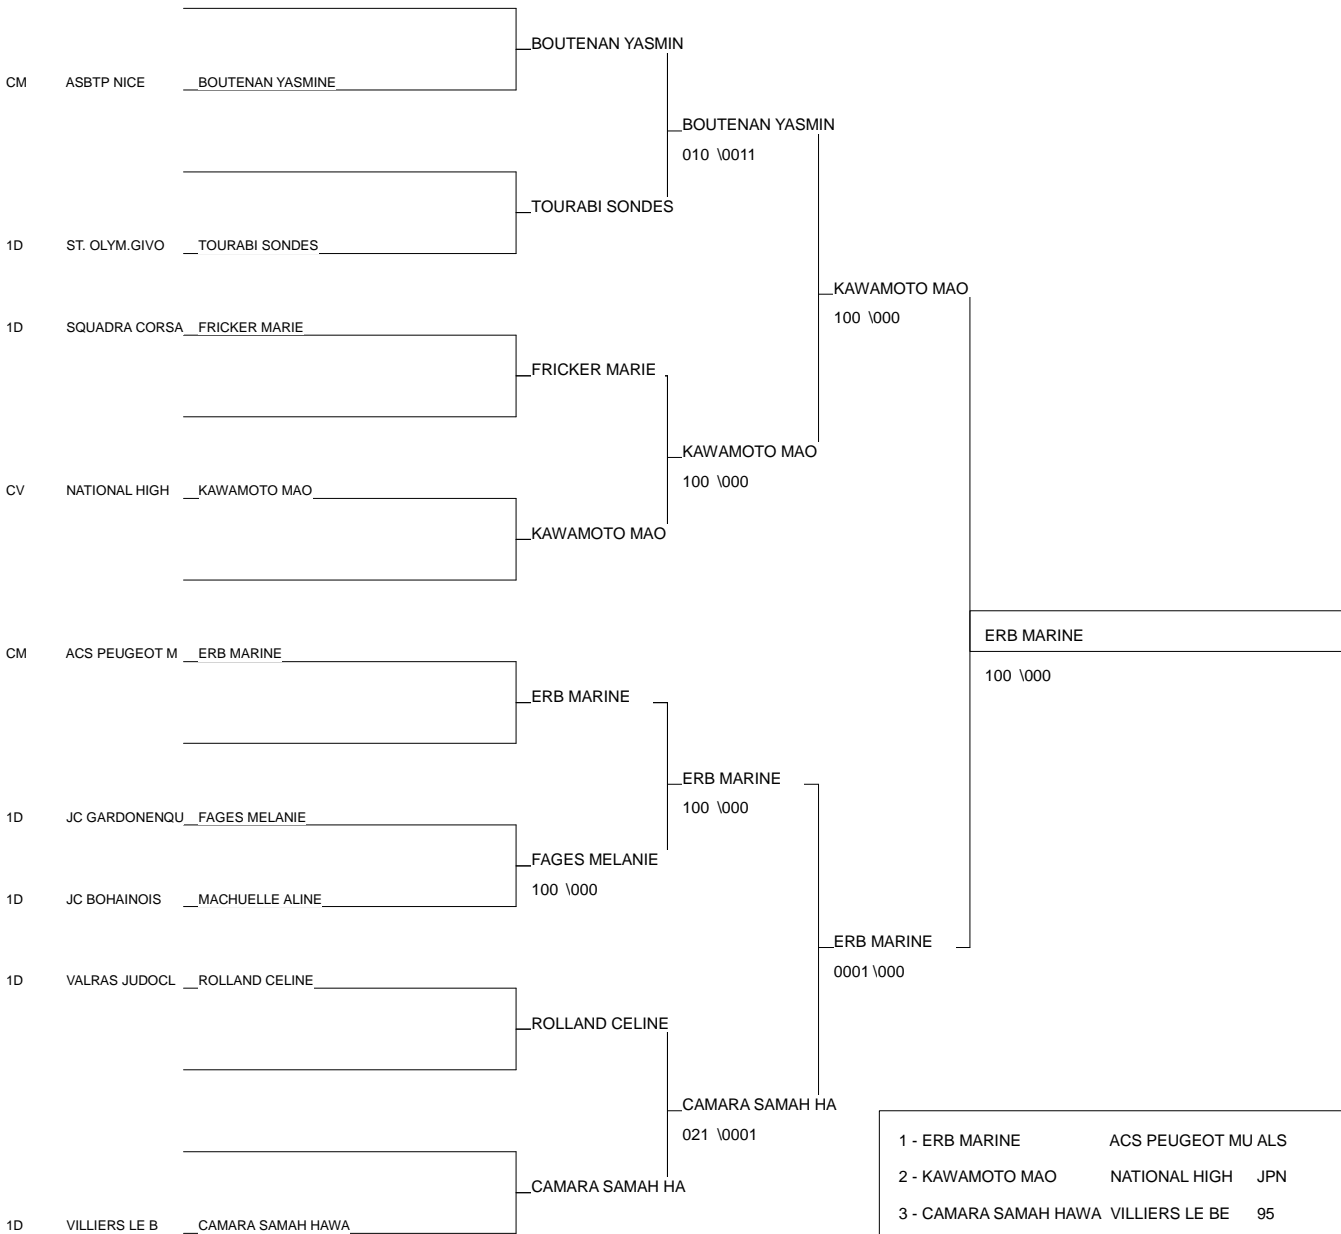 BOUTENAN YASMIN
CM ASBTP NICE BOUTENAN YASMINE
BOUTENAN YASMIN
010 \0011
TOURABI SONDES
1D ST. OLYM.GIVO TOURABI SONDES
KAWAMOTO MAO
100 \000
1D SQUADRA CORSA FRICKER MARIE
FRICKER MARIE
KAWAMOTO MAO
100 \000
CV NATIONAL HIGH KAWAMOTO MAO
KAWAMOTO MAO
ERB MARINE
100 \000
CM ACS PEUGEOT M ERB MARINE
ERB MARINE
ERB MARINE
100 \000
1D JC GARDONENQU FAGES MELANIE
FAGES MELANIE
100 \000
1D JC BOHAINOIS MACHUELLE ALINE
ERB MARINE
0001 \000
1D VALRAS JUDOCL ROLLAND CELINE
ROLLAND CELINE
CAMARA SAMAH HA
021 \0001
CAMARA SAMAH HA
1D VILLIERS LE B CAMARA SAMAH HAWA
1 - ERB MARINE ACS PEUGEOT MU ALS
2 - KAWAMOTO MAO NATIONAL HIGH JPN
3 - CAMARA SAMAH HAWA VILLIERS LE BE 95